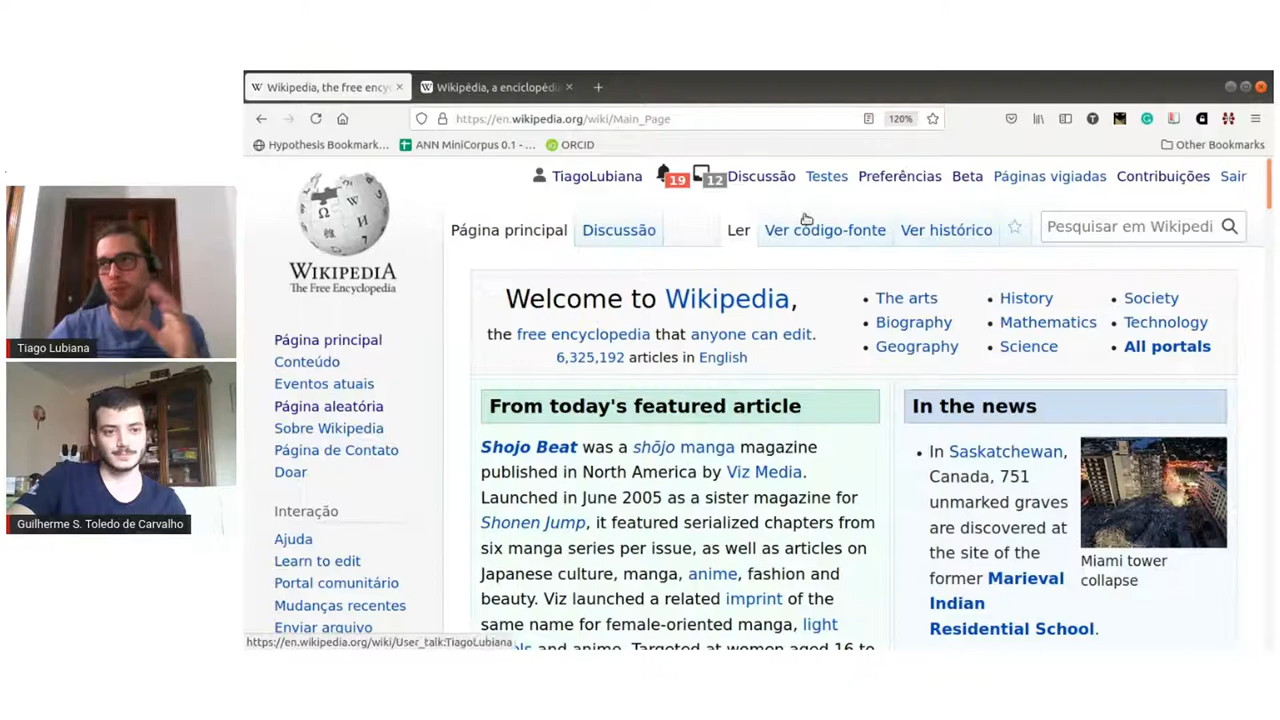 Wikipedia, the free ency
Wikipédia, a enciclopédi
https://en.wikipedia.org/wiki/Main_Page
120%
Hypothesis Bookmark...
ANN MiniCorpus 0.1 - ...
ORCID
Other Bookmarks
TiagoLubiana
19
12
Discussão
Testes
Preferências
Beta
Páginas vigiadas
Contribuições
Sair
Página principal
Discussão
Ler
Ver código-fonte
Ver histórico
Pesquisar em Wikipedi
WIKIPEDIA
The Free Encyclopedia
Página principal
Conteúdo
Eventos atuais
Página aleatória
Sobre Wikipedia
Página de Contato
Doar
Interação
Ajuda
Learn to edit
Portal comunitário
Mudanças recentes
Enviar arquivo
Welcome to Wikipedia,
the free encyclopedia that anyone can edit.
6,325,192 articles in English
The arts
Biography
Geography
History
Mathematics
Science
Society
Technology
All portals
From today's featured article
Shojo Beat was a shōjo manga magazine
published in North America by Viz Media.
Launched in June 2005 as a sister magazine for
Shonen Jump, it featured serialized chapters from
six manga series per issue, as well as articles on
Japanese culture, manga, anime, fashion and
beauty. Viz launched a related imprint of the
same name for female-oriented manga, light
and anime. Targeted at women aged 16 to
In the news
In Saskatchewan,
Canada, 751
unmarked graves
are discovered at
the site of the
former Marieval
Indian
Residential School.
Miami tower
collapse
https://en.wikipedia.org/wiki/User_talk:TiagoLubiana
Tiago Lubiana
Guilherme S. Toledo de Carvalho